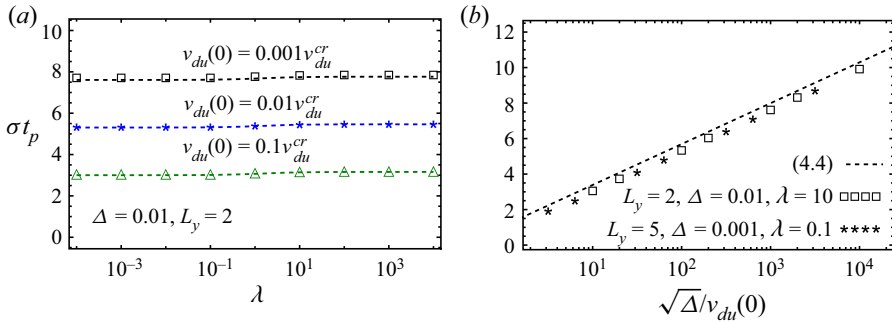 (a)
10
8
6
4
2
0
σt_p
v_du(0) = 0.001v_du^cr
v_du(0) = 0.01v_du^cr
v_du(0) = 0.1v_du^cr
Δ = 0.01, L_y = 2
10^−3 10^−1 10^1 10^3
λ
(b)
12
10
8
6
4
2
0
(4.4)
L_y = 2, Δ = 0.01, λ = 10
L_y = 5, Δ = 0.001, λ = 0.1
10^1 10^2 10^3 10^4
√Δ/v_du(0)